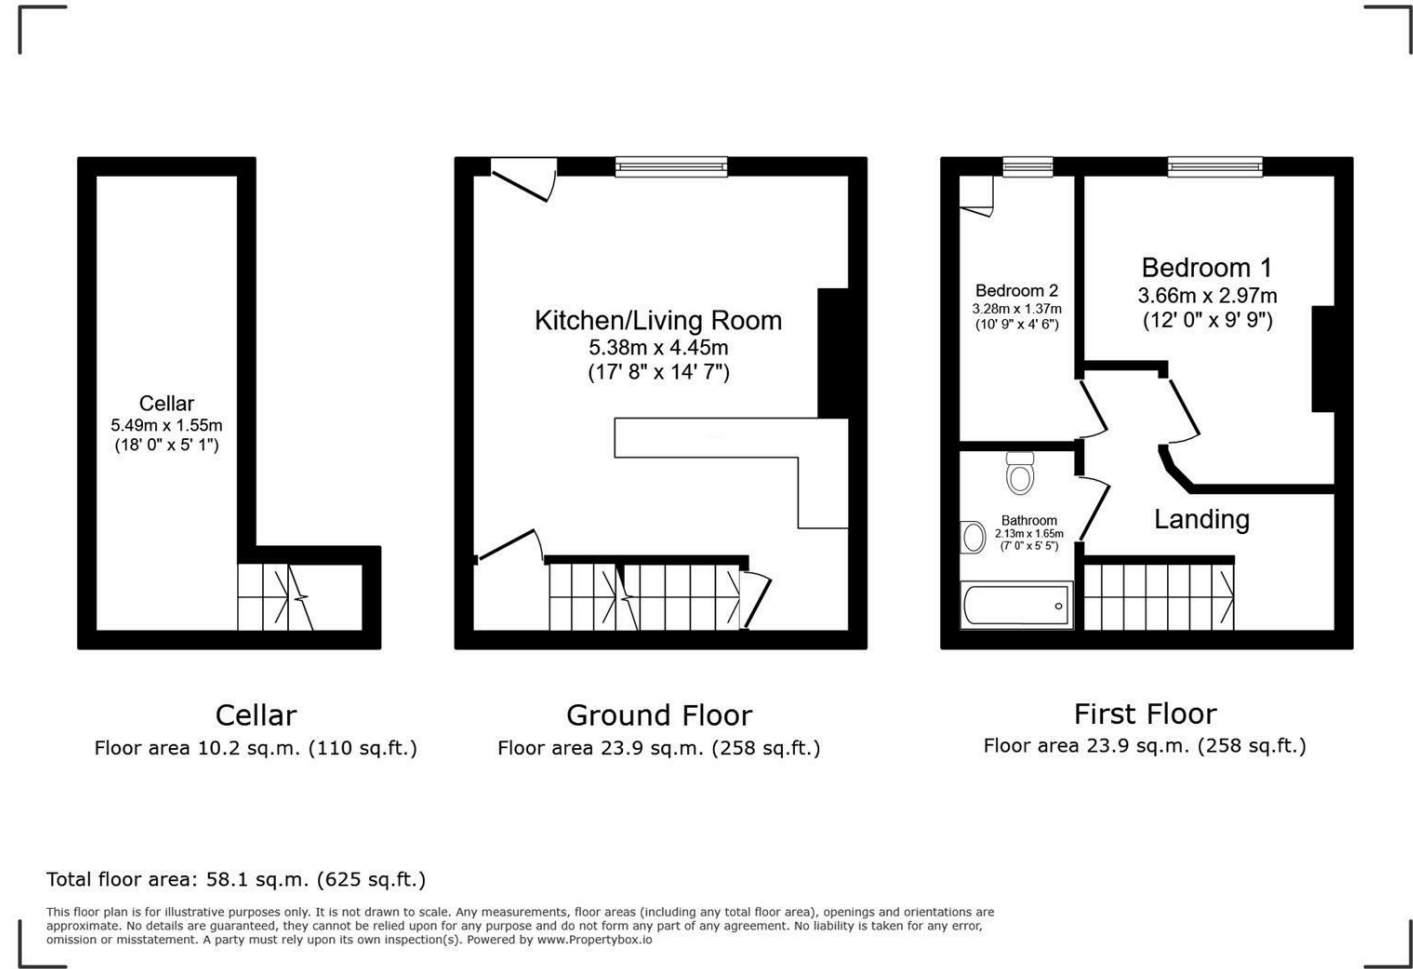 Cellar
5.49m x 1.55m
(18' 0" x 5' 1")
Kitchen/Living Room
5.38m x 4.45m
(17' 8" x 14' 7")
Bedroom 2
3.28m x 1.37m
(10' 9" x 4' 6")
Bedroom 1
3.66m x 2.97m
(12' 0" x 9' 9")
Bathroom
2.13m x 1.65m
(7' 0" x 5' 5")
Landing
Cellar
Floor area 10.2 sq.m. (110 sq.ft.)
Ground Floor
Floor area 23.9 sq.m. (258 sq.ft.)
First Floor
Floor area 23.9 sq.m. (258 sq.ft.)
Total floor area: 58.1 sq.m. (625 sq.ft.)
This floor plan is for illustrative purposes only. It is not drawn to scale. Any measurements, floor areas (including any total floor area), openings and orientations are
approximate. No details are guaranteed, they cannot be relied upon for any purpose and do not form any part of any agreement. No liability is taken for any error,
omission or misstatement. A party must rely upon its own inspection(s). Powered by www.Propertybox.io